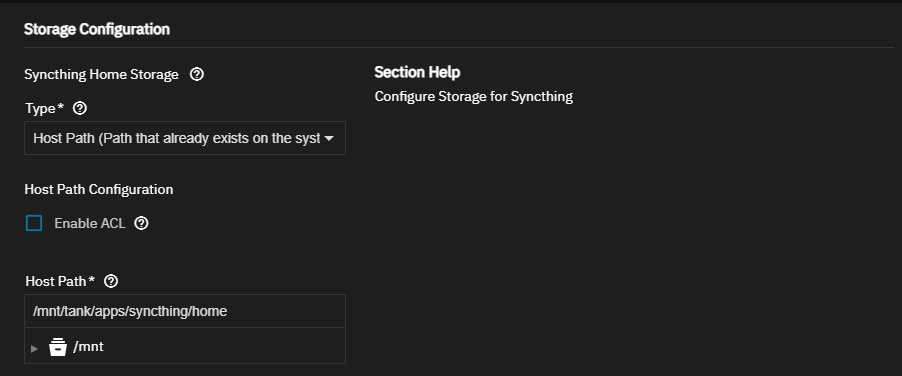 Storage Configuration
Syncthing Home Storage
Section Help
Configure Storage for Syncthing
Type*
Host Path (Path that already exists on the syst
Host Path Configuration
Enable ACL
Host Path*
/mnt/tank/apps/syncthing/home
/mnt